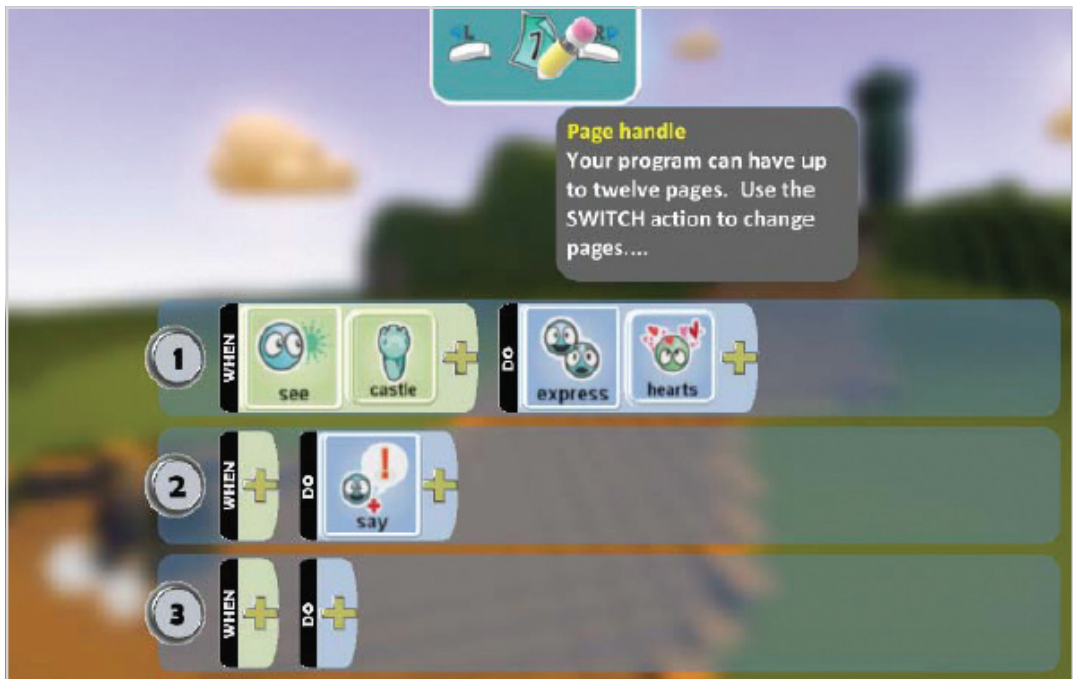 L 1 R
Page handle
Your program can have up
to twelve pages. Use the
SWITCH action to change
pages....
1 WHEN see castle DO express hearts
2 WHEN DO say
3 WHEN DO